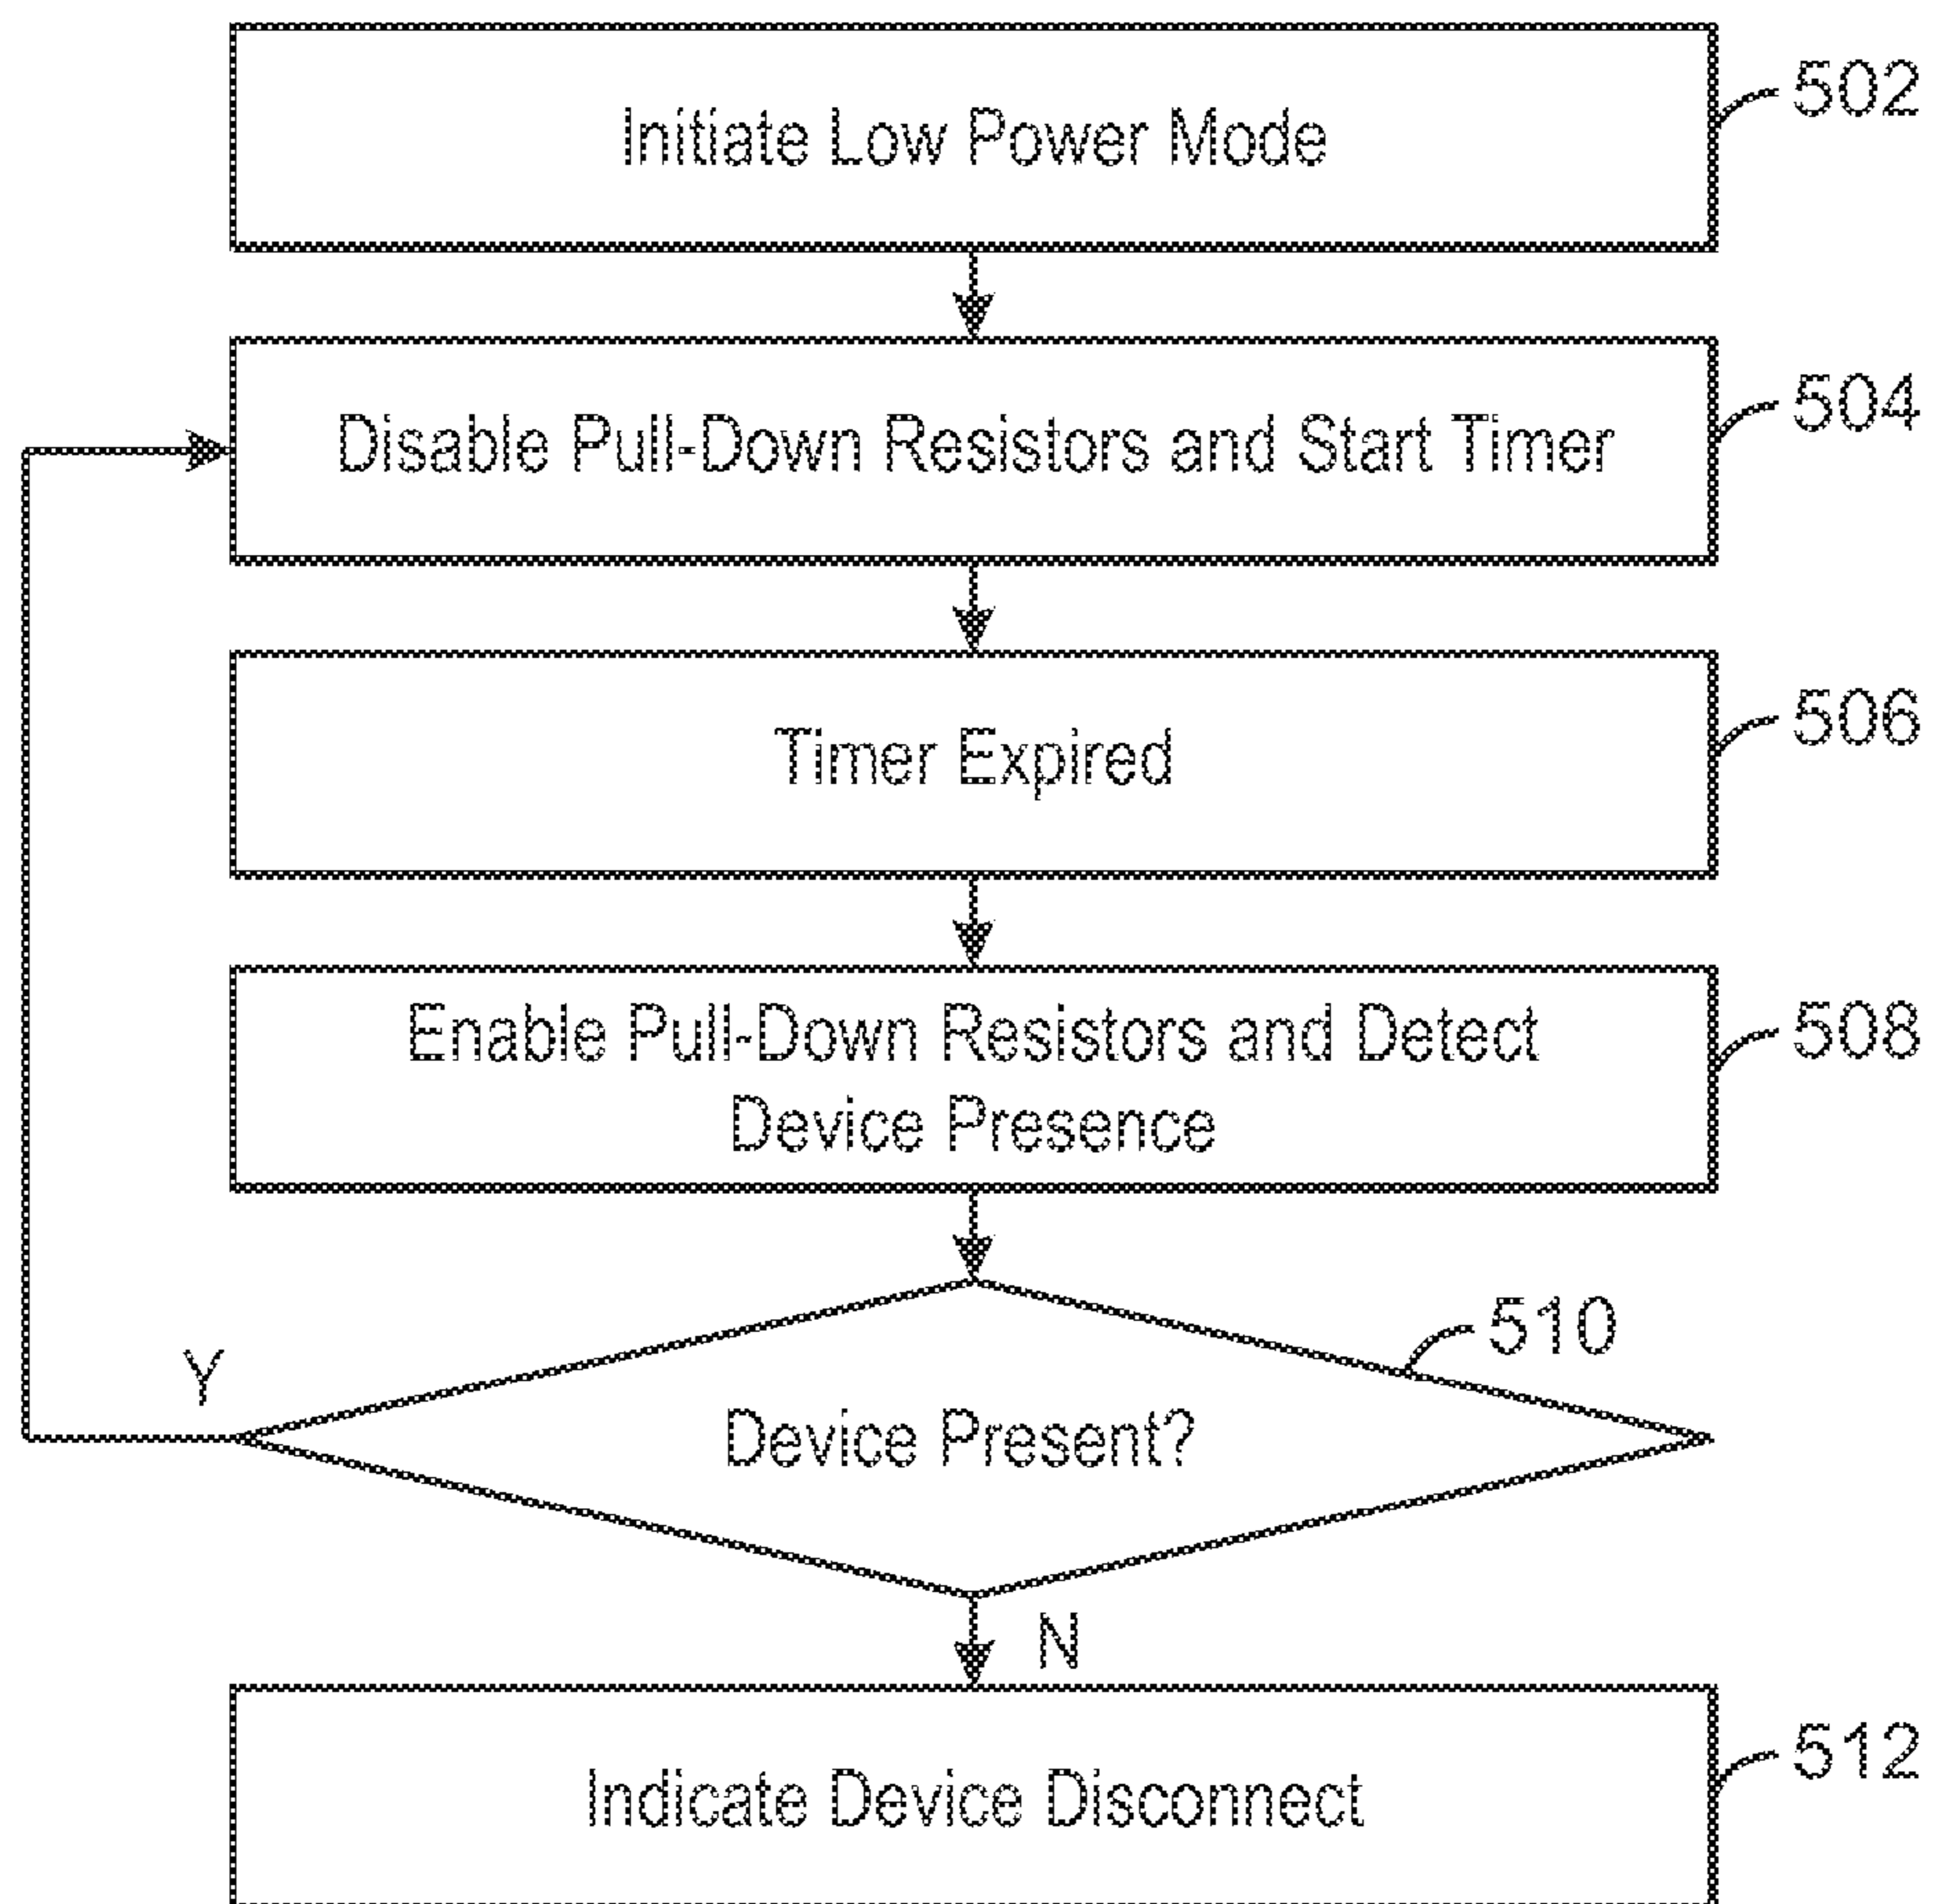 Initiate Low Power Mode
502
Disable Pull-Down Resistors and Start Timer
504
Timer Expired
506
Enable Pull-Down Resistors and Detect
Device Presence
508
510
Y
Device Present?
N
Indicate Device Disconnect
512